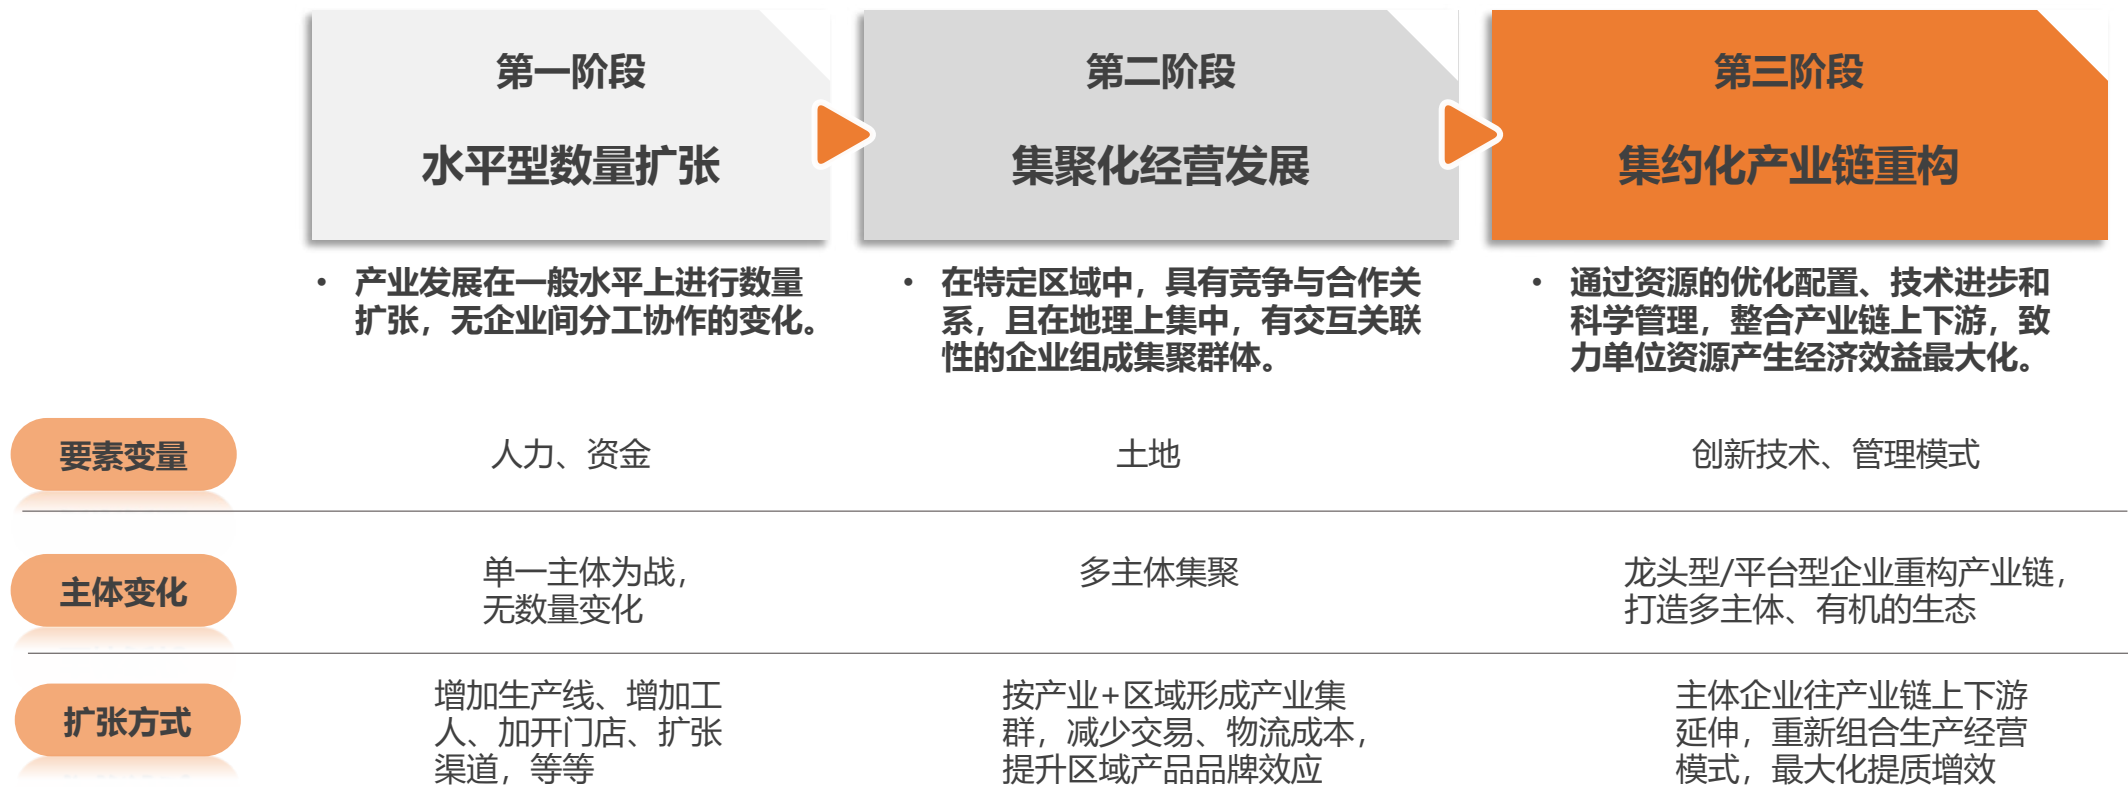 第一阶段
水平型数量扩张
第二阶段
集聚化经营发展
第三阶段
集约化产业链重构
• 产业发展在一般水平上进行数量
扩张，无企业间分工协作的变化。
• 在特定区域中，具有竞争与合作关
系，且在地理上集中，有交互关联
性的企业组成集聚群体。
• 通过资源的优化配置、技术进步和
科学管理，整合产业链上下游，致
力单位资源产生经济效益最大化。
要素变量
人力、资金
土地
创新技术、管理模式
主体变化
单一主体为战，
无数量变化
多主体集聚
龙头型/平台型企业重构产业链，
打造多主体、有机的生态
扩张方式
增加生产线、增加工
人、加开门店、扩张
渠道，等等
按产业+区域形成产业集
群，减少交易、物流成本，
提升区域产品品牌效应
主体企业往产业链上下游
延伸，重新组合生产经营
模式，最大化提质增效